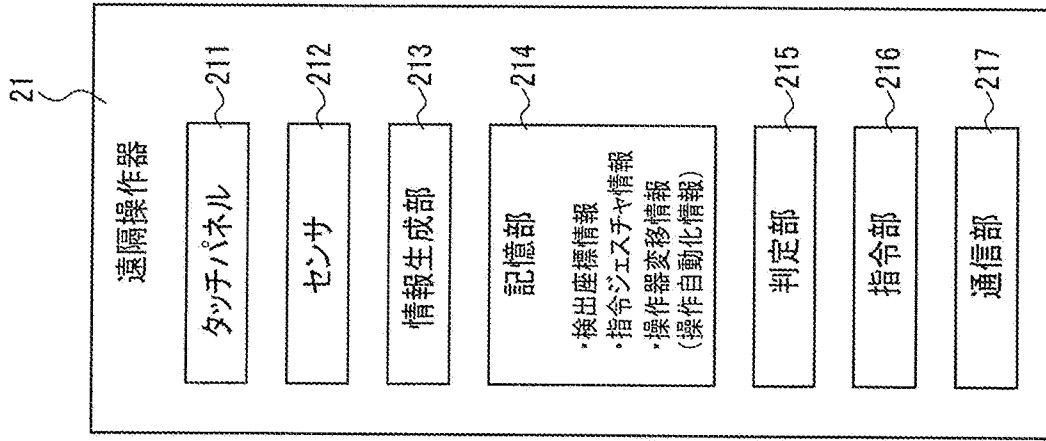 21
遠隔操作器
タッチパネル
211
センサ
212
情報生成部
213
記憶部
214
・検出座標情報
・指令ジェスチャ情報
・操作器変移情報
(操作自動化情報)
判定部
215
指令部
216
通信部
217